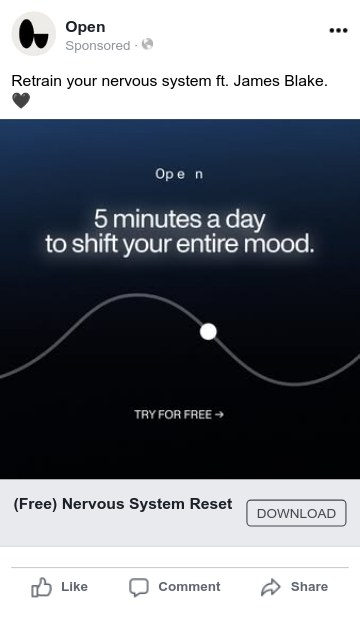 Open
Sponsored ·
Retrain your nervous system ft. James Blake.
🖤
Open
5 minutes a day
to shift your entire mood.
TRY FOR FREE →
(Free) Nervous System Reset
DOWNLOAD
Like
Comment
Share